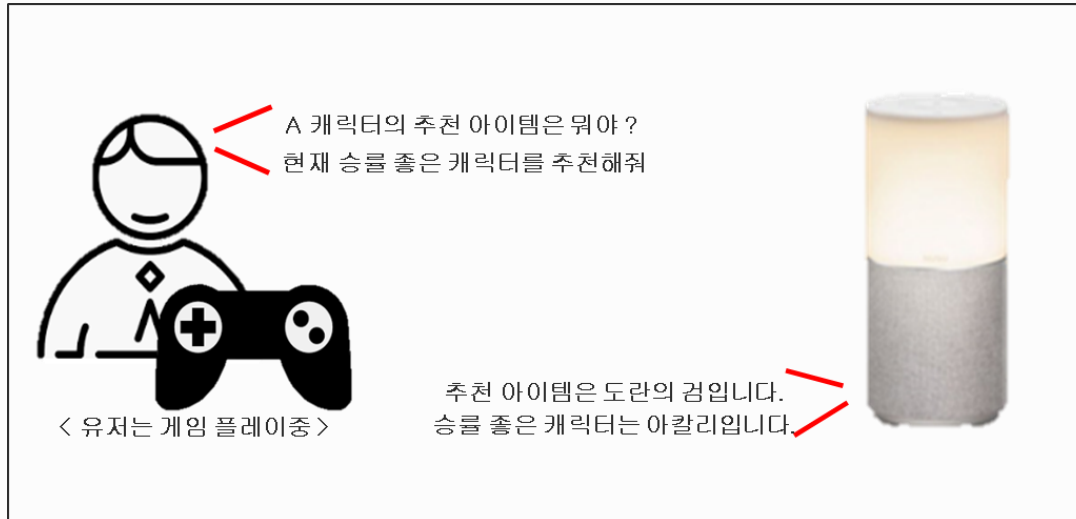 A 캐릭터의 추천 아이템은 뭐야 ?
현재 승률 좋은 캐릭터를 추천해줘
추천 아이템은 도란의 검입니다.
승률 좋은 캐릭터는 아칼리입니다.
< 유저는 게임 플레이중 >